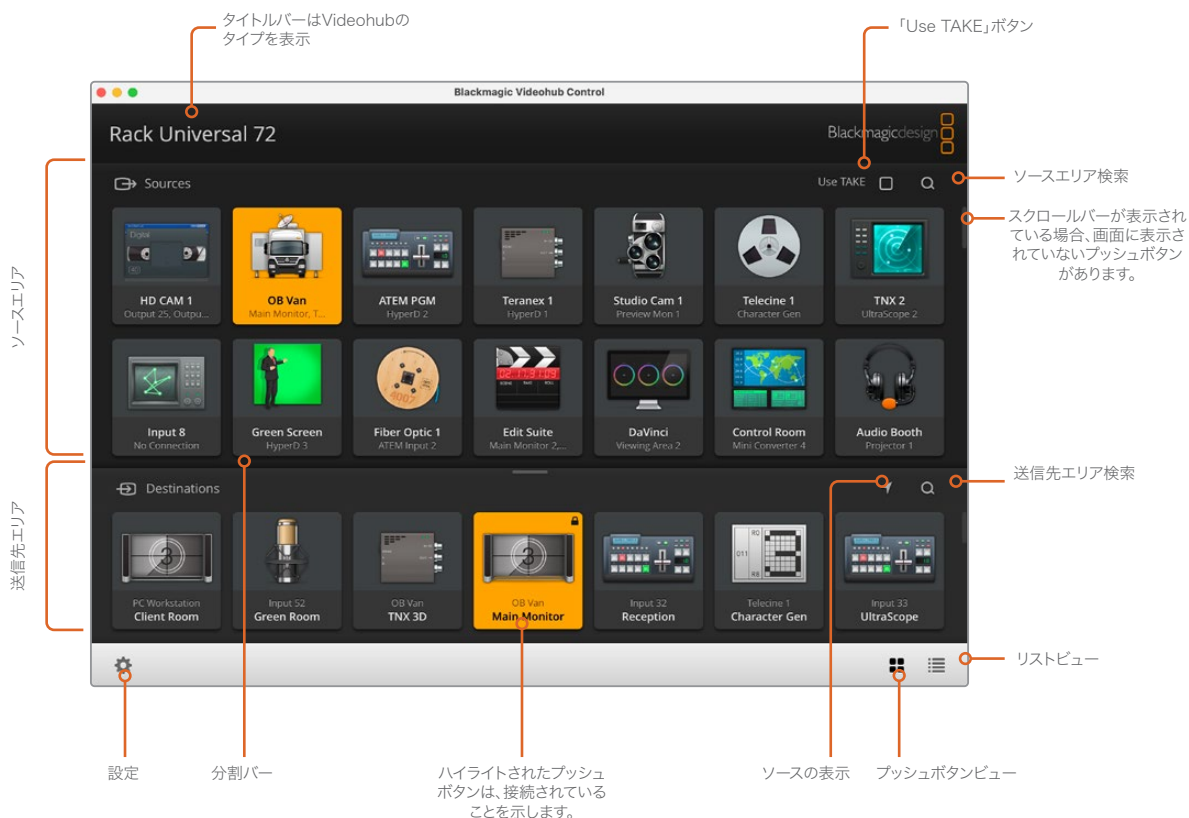 タイトルバーはVideohubの
タイプを表示
「Use TAKE」ボタン
Blackmagic Videohub Control
Rack Universal 72
Blackmagicdesign
Sources
Use TAKE
ソースエリア検索
スクロールバーが表示され
ている場合、画面に表示さ
れていないプッシュボタン
があります。
ソースエリア
Digital
HD CAM 1
Output 25, Outpu...
OB Van
Main Monitor, T...
ATEM PGM
HyperD 2
Teranex 1
HyperD 1
Studio Cam 1
Preview Mon 1
Telecine 1
Character Gen
TNX 2
UltraScope 2
4007
02:11:31:09
Input 8
No Connection
Green Screen
HyperD 3
Fiber Optic 1
ATEM Input 2
Edit Suite
Main Monitor 2,...
DaVinci
Viewing Area 2
Control Room
Mini Converter 4
Audio Booth
Projector 1
送信先エリア
Destinations
送信先エリア検索
3
3
RO
O11
R8
PC Workstation
Client Room
Input 52
Green Room
OB Van
TNX 3D
OB Van
Main Monitor
Input 32
Reception
Telecine 1
Character Gen
Input 33
UltraScope
リストビュー
設定
分割バー
ハイライトされたプッシュ
ボタンは、接続されている
ことを示します。
ソースの表示
プッシュボタンビュー